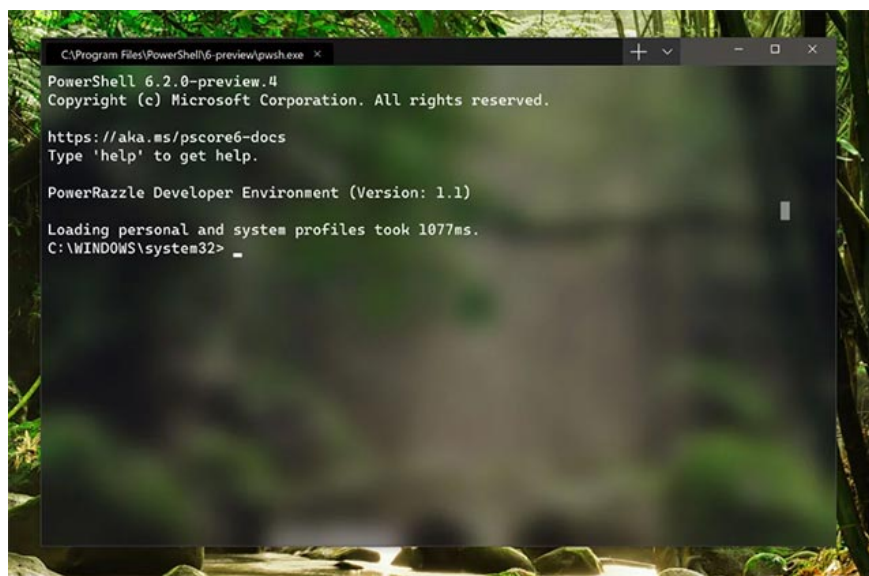 C:\Program Files\PowerShell\6-preview\pwsh.exe
PowerShell 6.2.0-preview.4
Copyright (c) Microsoft Corporation. All rights reserved.
https://aka.ms/pscore6-docs
Type 'help' to get help.
PowerRazzle Developer Environment (Version: 1.1)
Loading personal and system profiles took 1077ms.
C:\WINDOWS\system32> _